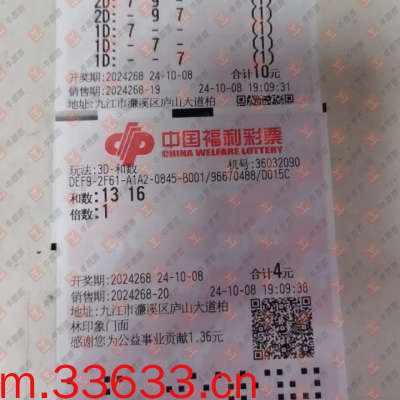 2D: 7 9 -
2D: - 9 7
1D: 7 - -
1D: - - 7
开奖期:2024268 24-10-08 合计10元
销售期:2024268-19 24-10-08 19:09:31
地址:九江市濂溪区庐山大道柏
中国福利彩票
CHINA WELFARE LOTTERY
玩法:3D-和数 机号:36032090
DEF9-2F61-A1A2-0845-B001/96670488/D015C
和数:13 16
倍数:1
开奖期:2024268 24-10-08 合计4元
销售期:2024268-20 24-10-08 19:09:38
地址:九江市濂溪区庐山大道柏
林印象门面
感谢您为公益事业贡献1.36元
m.33633.cn